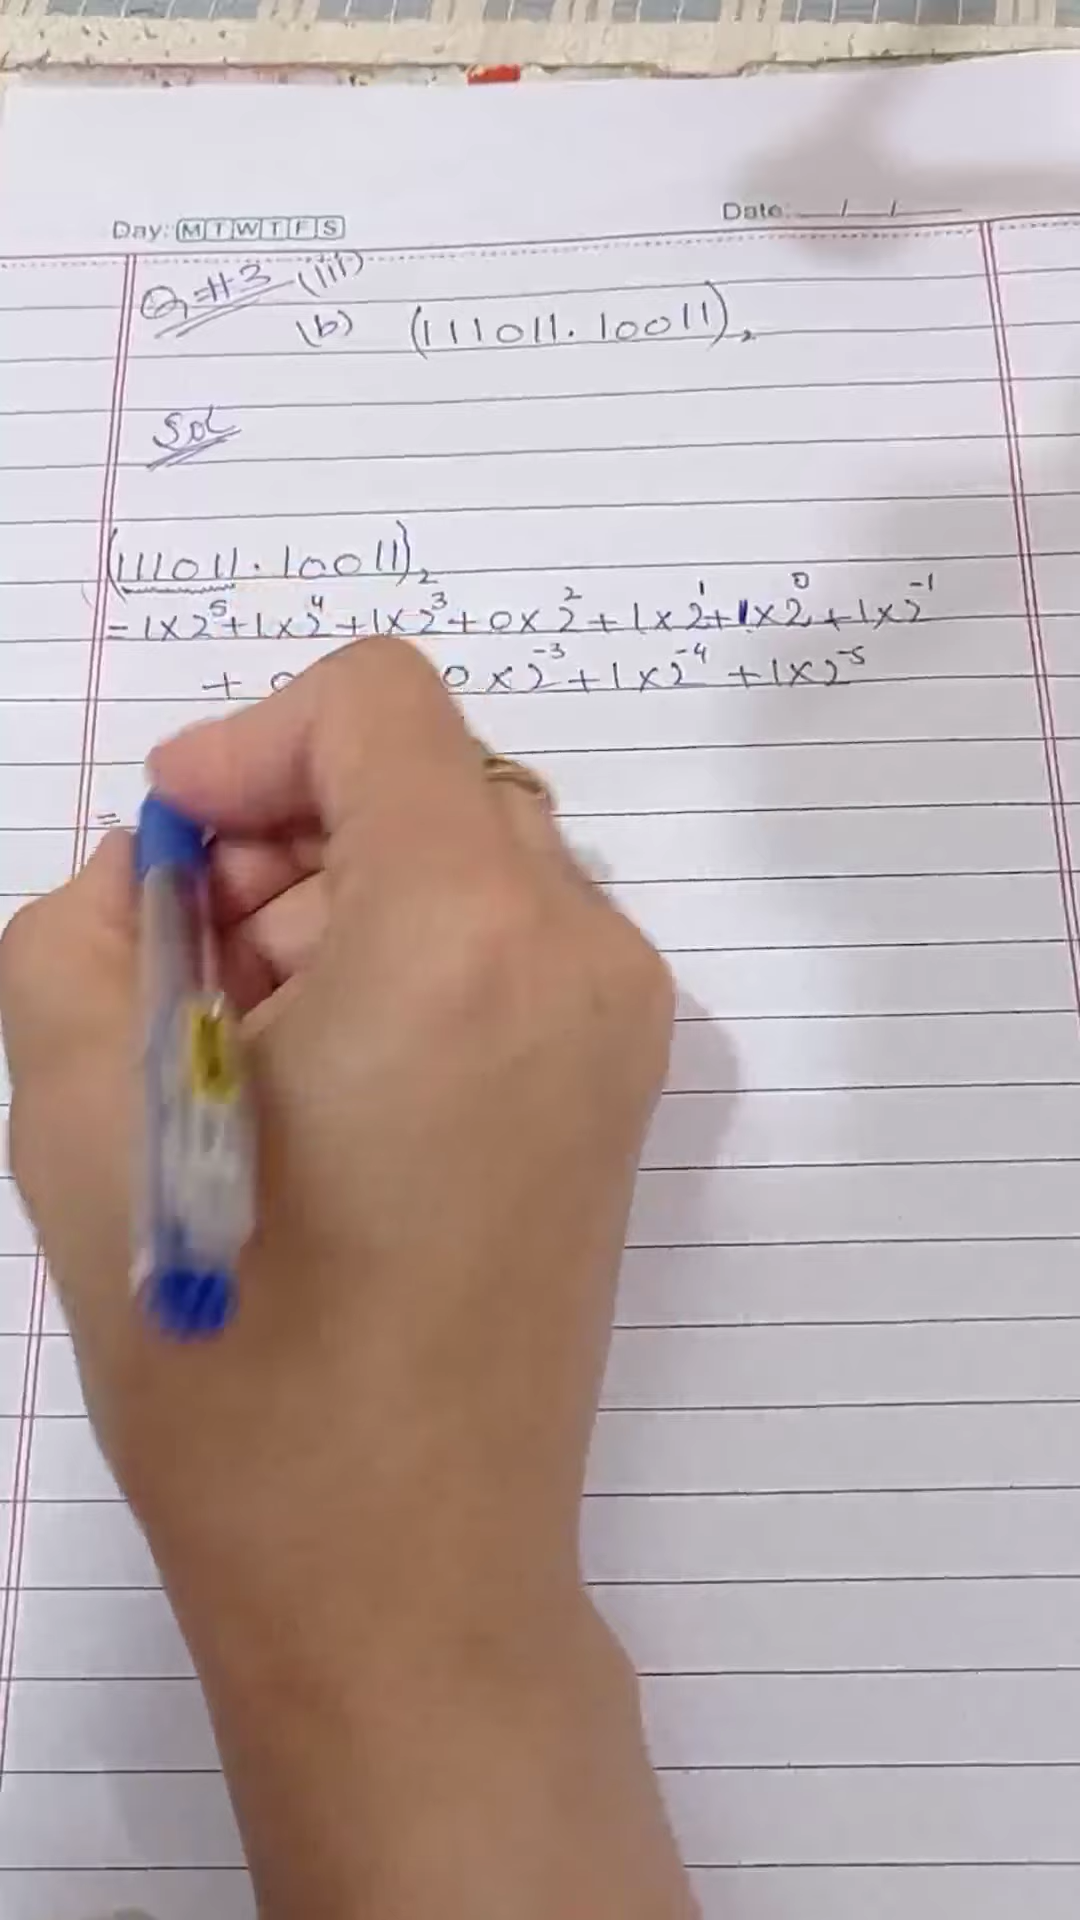 Day: M T W T F S
Date: / /
Q#3 (iii)
(b) (111011.10011)₂
Sol
(111011.10011)₂
= 1×2⁵+1×2⁴+1×2³+0×2²+1×2¹+1×2⁰+1×2⁻¹
+ 0 0×2⁻³+1×2⁻⁴+1×2⁻⁵
=